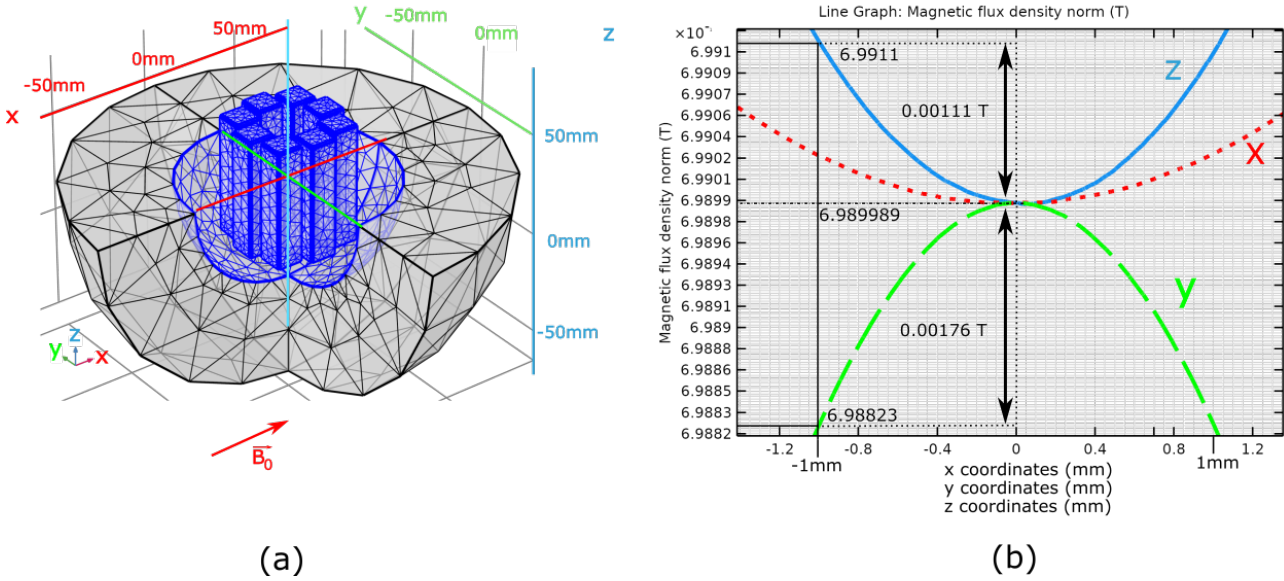 y
-50mm
50mm
0mm
z
0mm
-50mm
x
50mm
0mm
-50mm
z
y
x
B₀
(a)
Line Graph: Magnetic flux density norm (T)
Magnetic flux density norm (T)
6.991
6.9909
6.9907
6.9906
6.9904
6.9902
6.9901
6.9899
6.9898
6.9896
6.9894
6.9893
6.9891
6.989
6.9888
6.9886
6.9885
6.9883
6.9882
6.9911
z
0.00111 T
x
6.989989
y
0.00176 T
6.98823
-1.2
-0.8
-0.4
0
0.4
0.8
1.2
-1mm
1mm
x coordinates (mm)
y coordinates (mm)
z coordinates (mm)
(b)